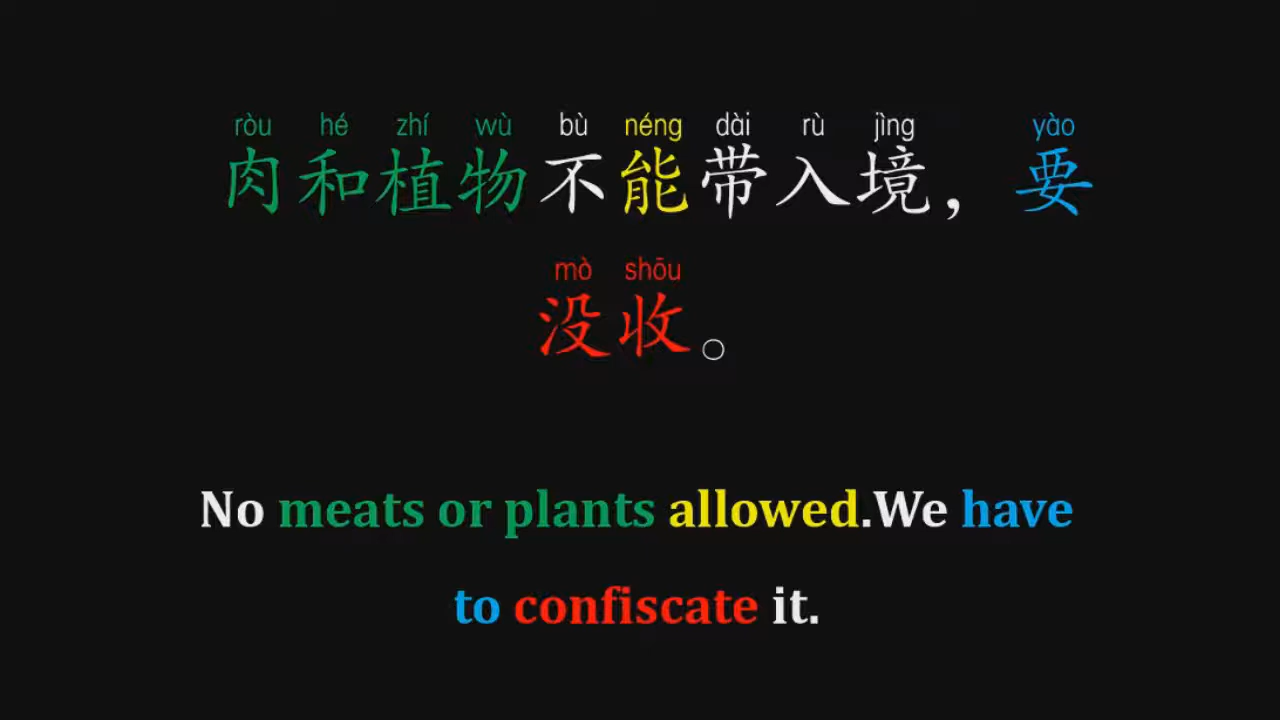 ròu hé zhí wù bù néng dài rù jìng yào
肉和植物不能带入境，要
mò shōu
没收。
No meats or plants allowed.We have
to confiscate it.